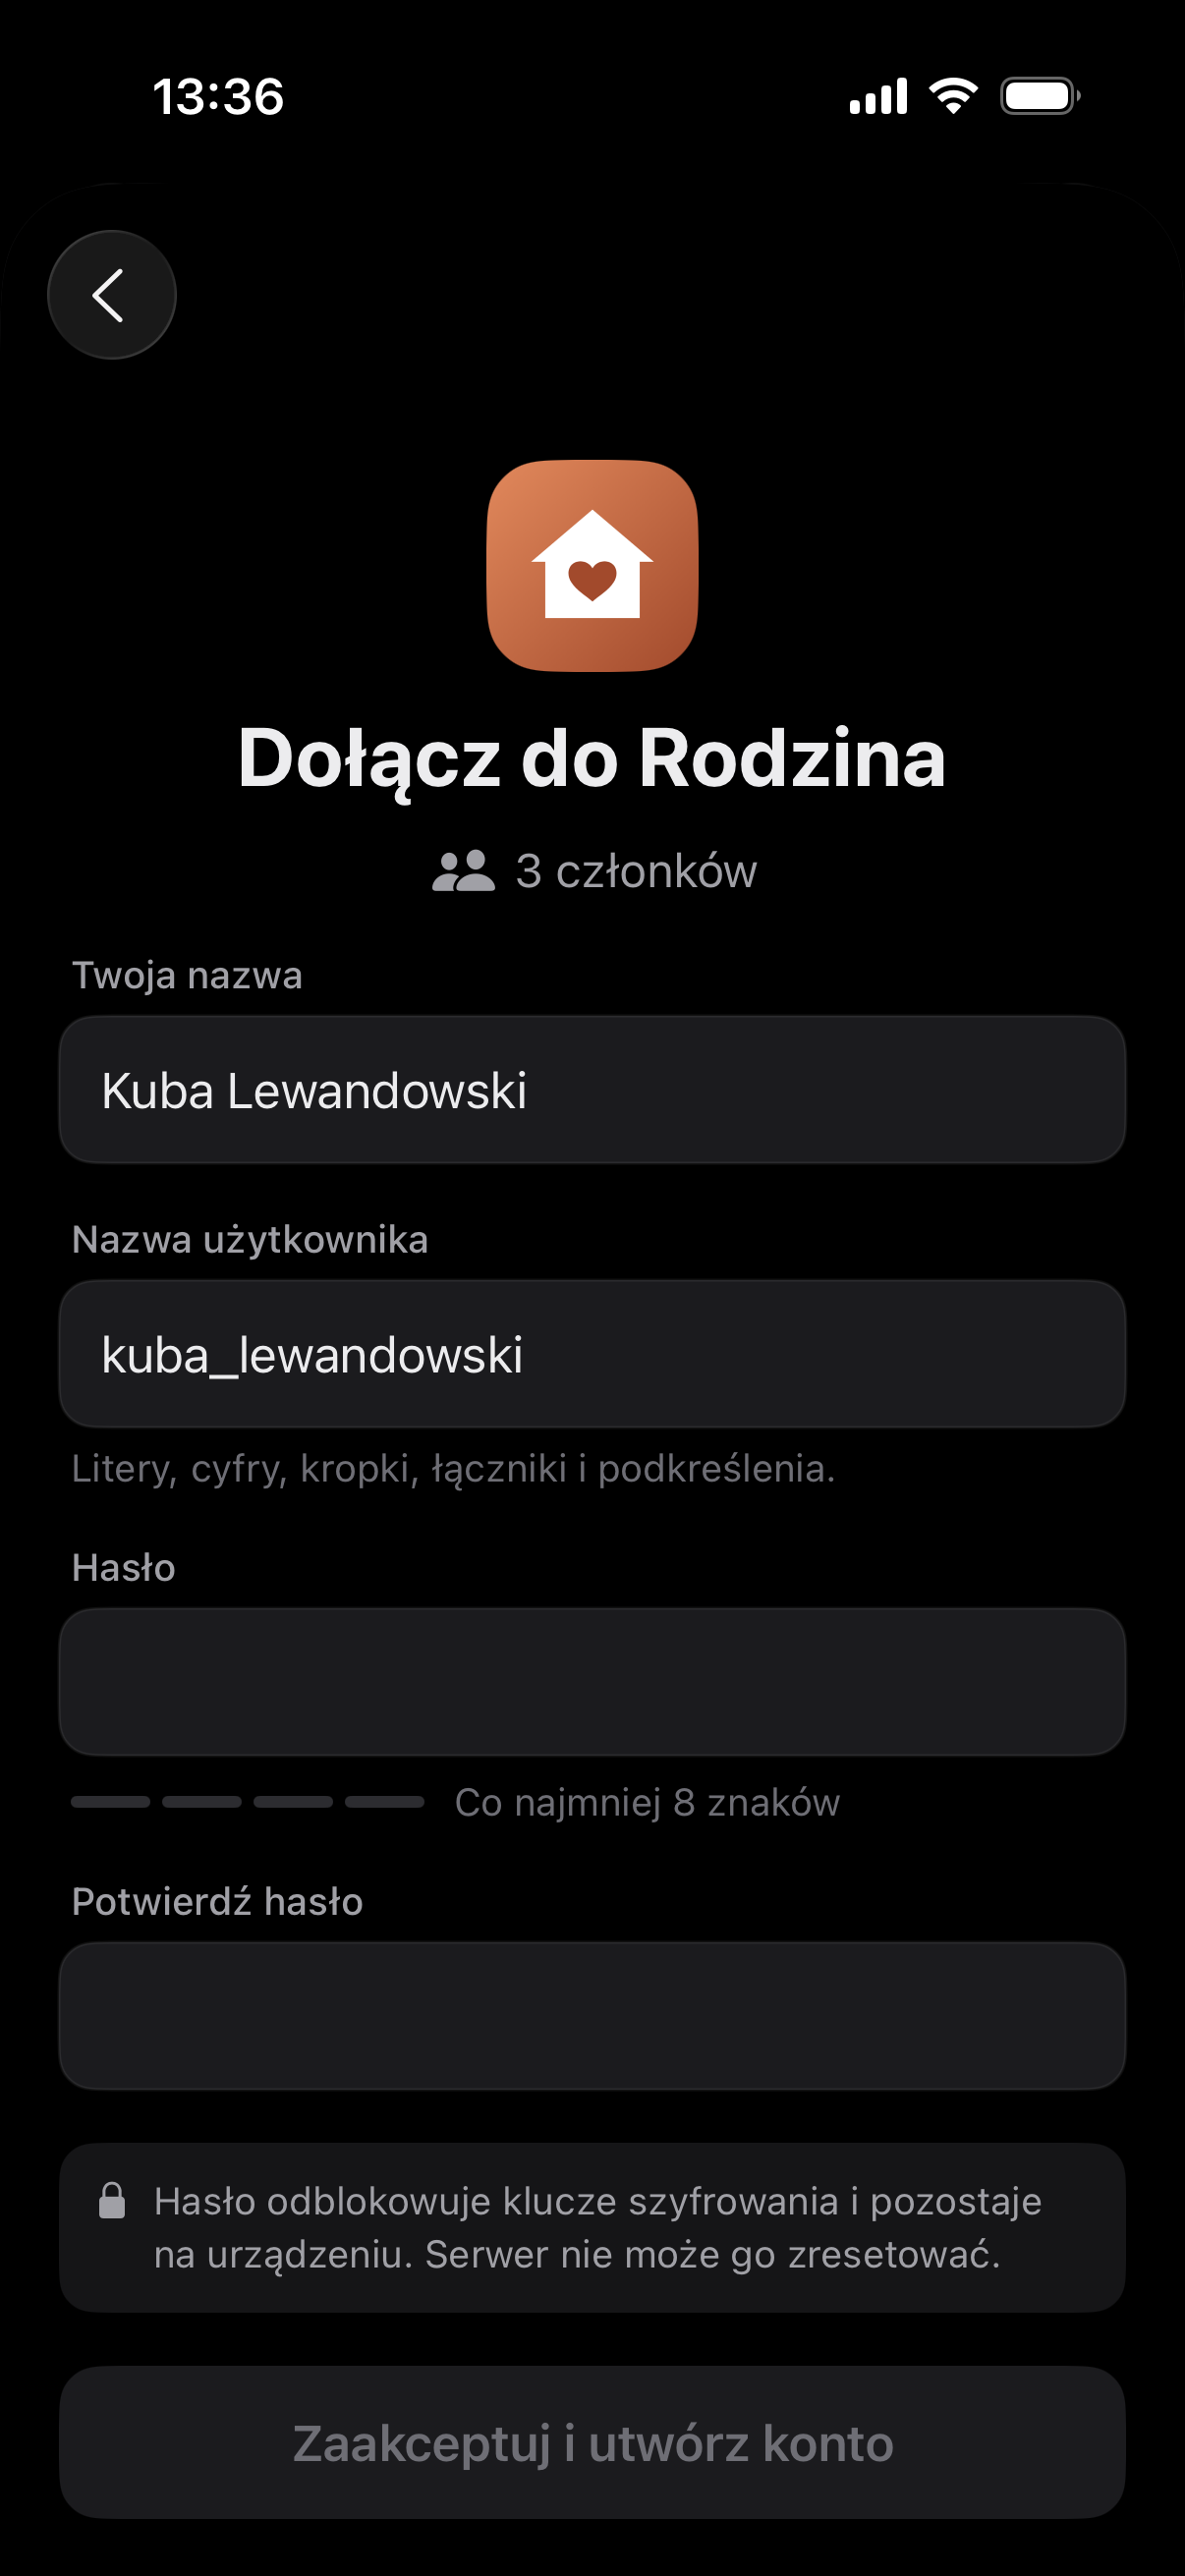 13:36
Dołącz do Rodzina
3 członków
Twoja nazwa
Kuba Lewandowski
Nazwa użytkownika
kuba_lewandowski
Litery, cyfry, kropki, łączniki i podkreślenia.
Hasło
Co najmniej 8 znaków
Potwierdź hasło
Hasło odblokowuje klucze szyfrowania i pozostaje
na urządzeniu. Serwer nie może go zresetować.
Zaakceptuj i utwórz konto